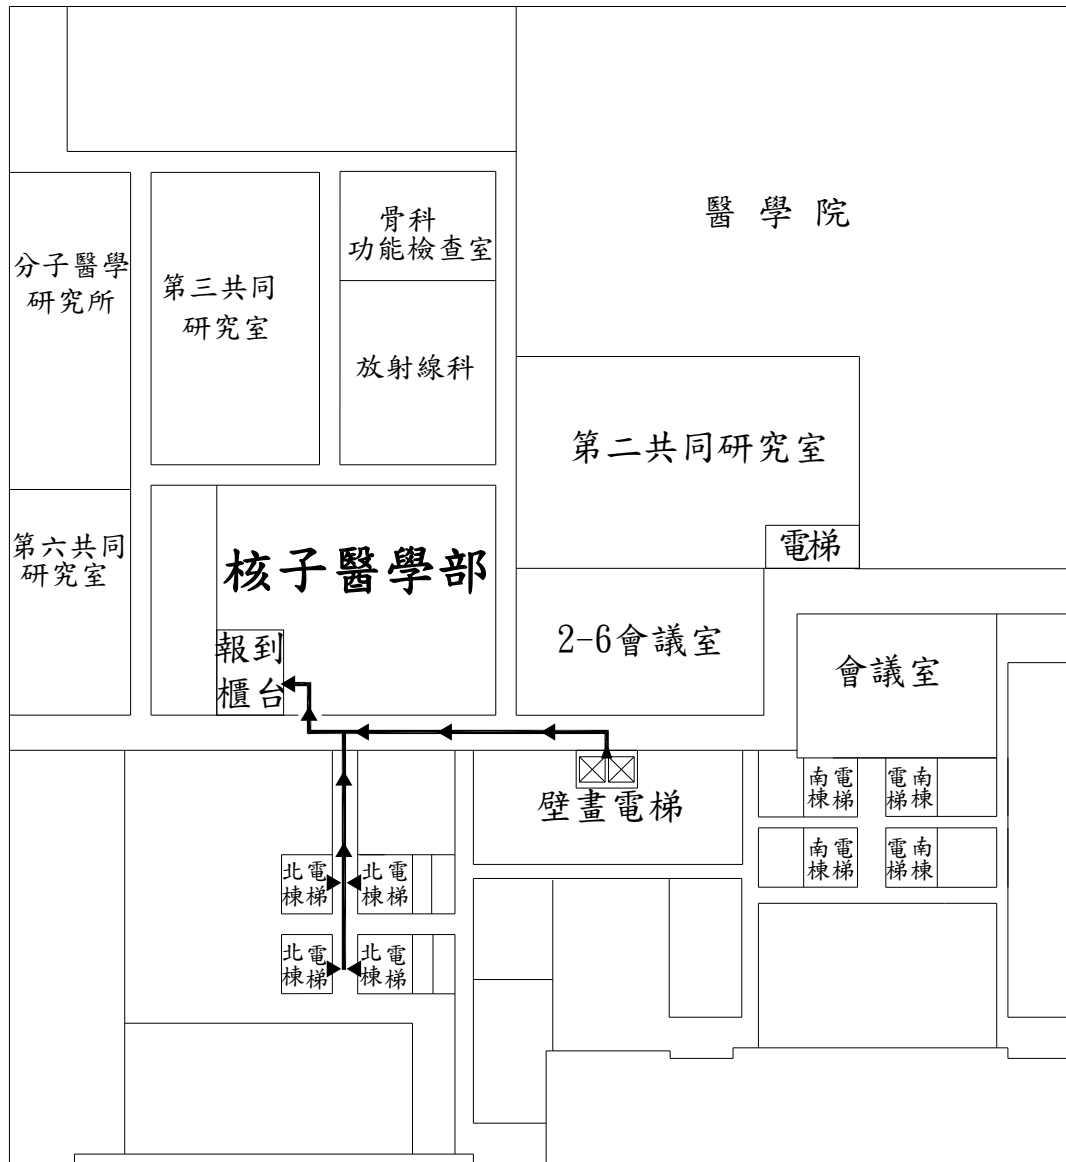 醫學院
骨科
功能檢查室
分子醫學
研究所
第三共同
研究室
放射線科
第二共同研究室
電梯
第六共同
研究室
核子醫學部
報到
櫃台
2-6會議室
會議室
壁畫電梯
南電
棟梯
電南
梯棟
南電
棟梯
電南
梯棟
北電
棟梯
北電
棟梯
北電
棟梯
北電
棟梯